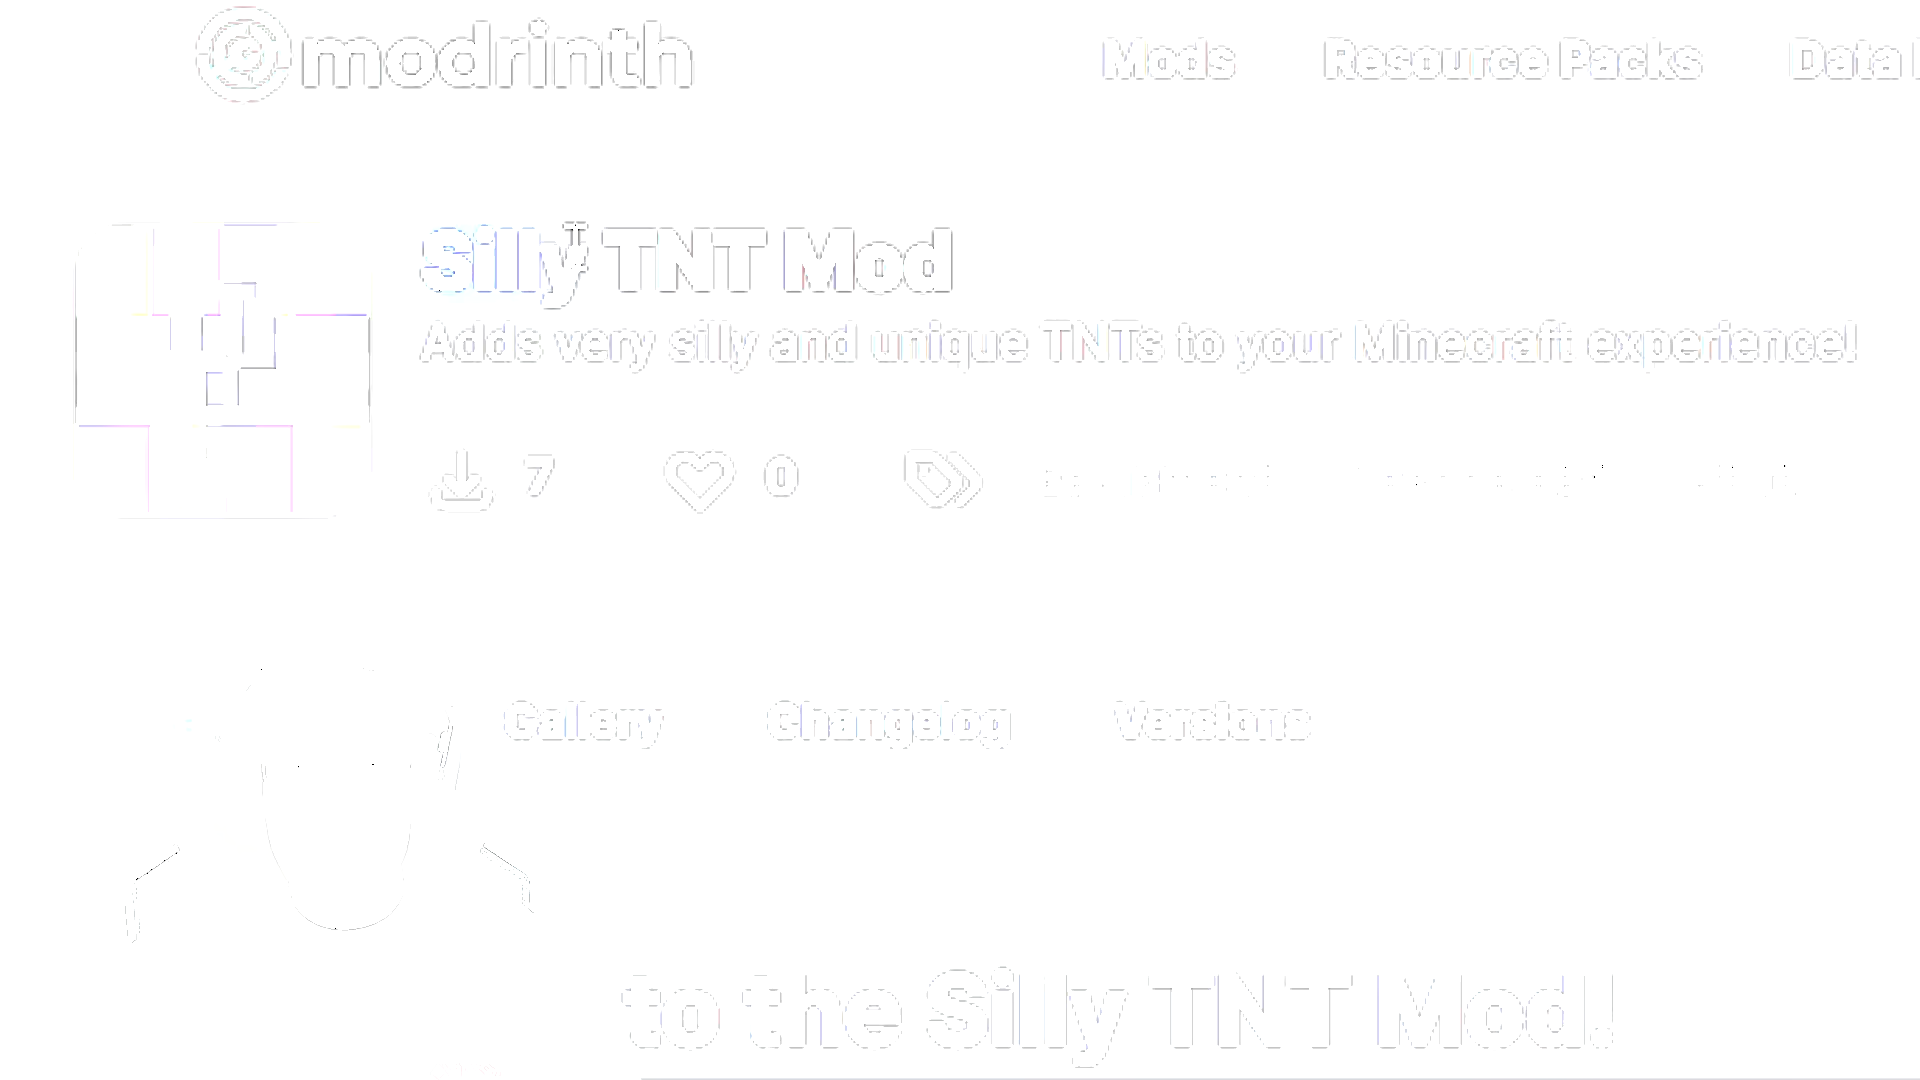 modrinth Mods Resource Packs Data
Silly TNT Mod
Adds very silly and unique TNTs to your Minecraft experience!
7 0
Gallery Changelog Versions
to the Silly TNT Mod!